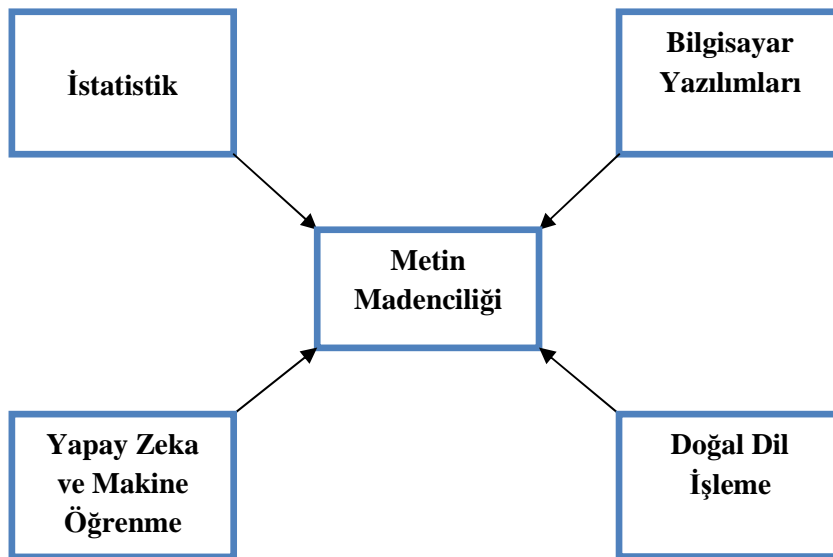 İstatistik
Bilgisayar
Yazılımları
Metin
Madenciliği
Yapay Zeka
ve Makine
Öğrenme
Doğal Dil
İşleme